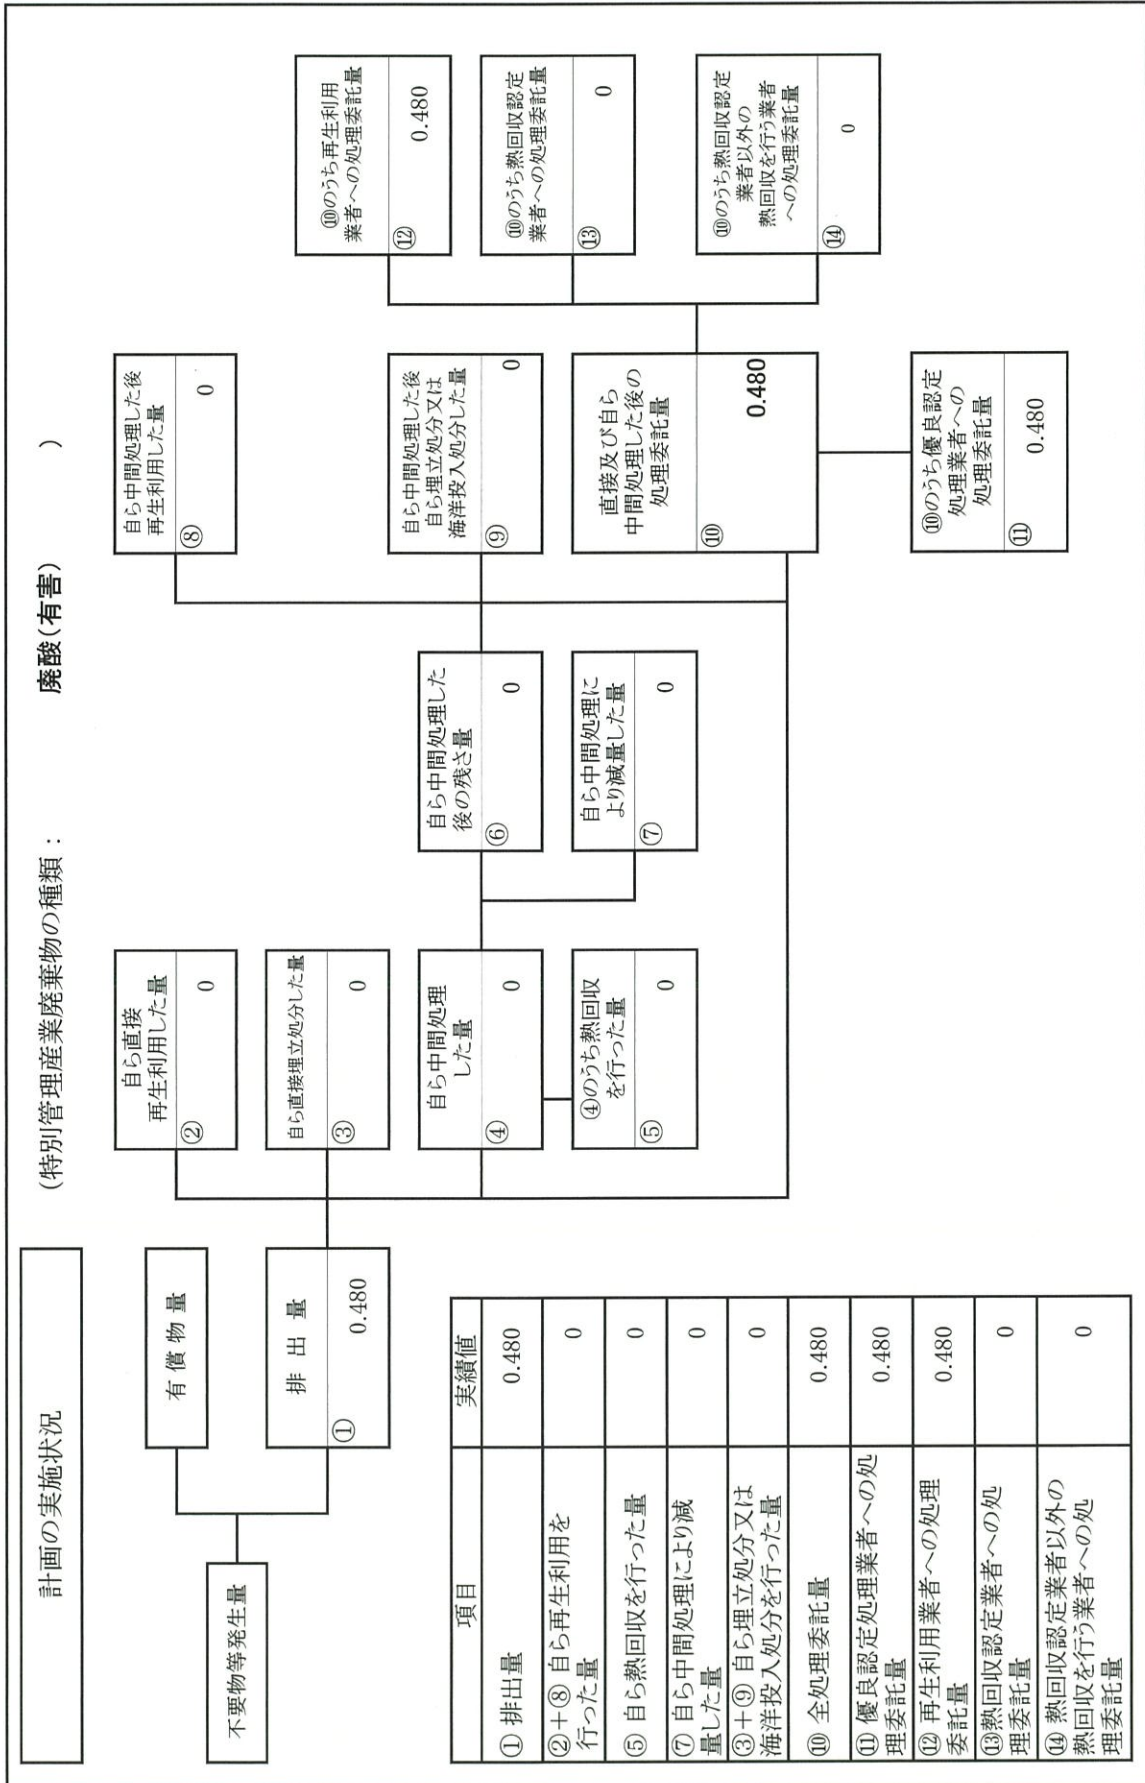 計画の実施状況
(特別管理産業廃棄物の種類： 廃酸(有害) )
不要物等発生量
有償物量
排出量
① 0.480
自ら直接
再生利用した量
② 0
自ら直接埋立処分した量
③ 0
自ら中間処理
した量
④ 0
④のうち熱回収
を行った量
⑤ 0
自ら中間処理した
後の残さ量
⑥ 0
自ら中間処理に
より減量した量
⑦ 0
自ら中間処理した後
再生利用した量
⑧ 0
自ら中間処理した後
自ら埋立処分又は
海洋投入処分した量
⑨ 0
直接及び自ら
中間処理した後の
処理委託量
⑩ 0.480
⑩のうち優良認定
処理業者への
処理委託量
⑪ 0.480
⑩のうち再生利用
業者への処理委託量
⑫ 0.480
⑩のうち熱回収認定
業者への処理委託量
⑬ 0
⑩のうち熱回収認定
業者以外の
熱回収を行う業者
への処理委託量
⑭ 0
項目 実績値
① 排出量 0.480
②＋⑧ 自ら再生利用を
行った量 0
⑤ 自ら熱回収を行った量 0
⑦ 自ら中間処理により減
量した量 0
③＋⑨ 自ら埋立処分又は
海洋投入処分を行った量 0
⑩ 全処理委託量 0.480
⑪ 優良認定処理業者への処
理委託量 0.480
⑫ 再生利用業者への処理
委託量 0.480
⑬熱回収認定業者への処
理委託量 0
⑭ 熱回収認定業者以外の
熱回収を行う業者への処
理委託量 0